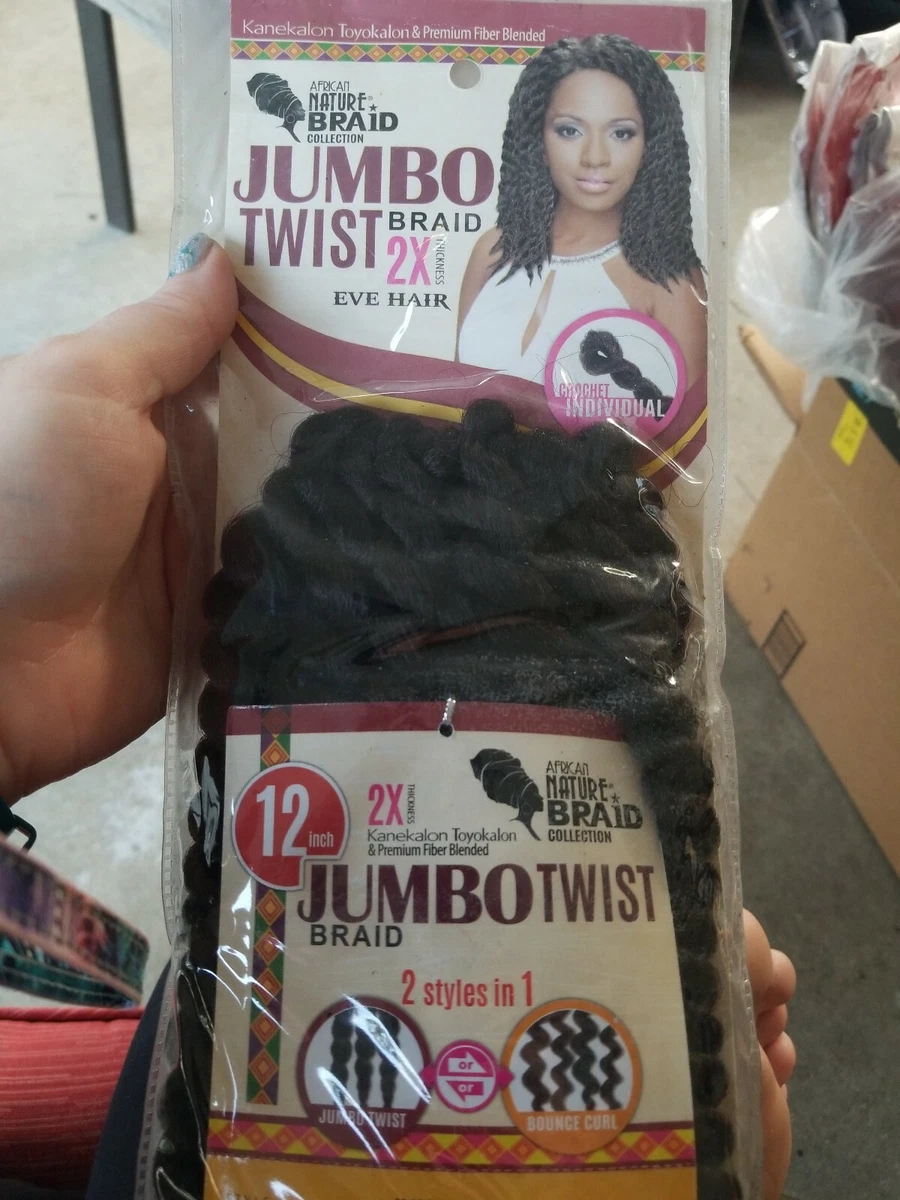 Kanekalon Toyokalon & Premium Fiber Blended
AFRICAN
NATURE®
BRAID
COLLECTION
JUMBO
TWIST BRAID
2X THICKNESS
EVE HAIR
CROCHET
INDIVIDUAL
12 inch
2X THICKNESS
Kanekalon Toyokalon
& Premium Fiber Blended
AFRICAN
NATURE®
BRAID
COLLECTION
JUMBO TWIST
BRAID
2 styles in 1
JUMBO TWIST
or
or
BOUNCE CURL